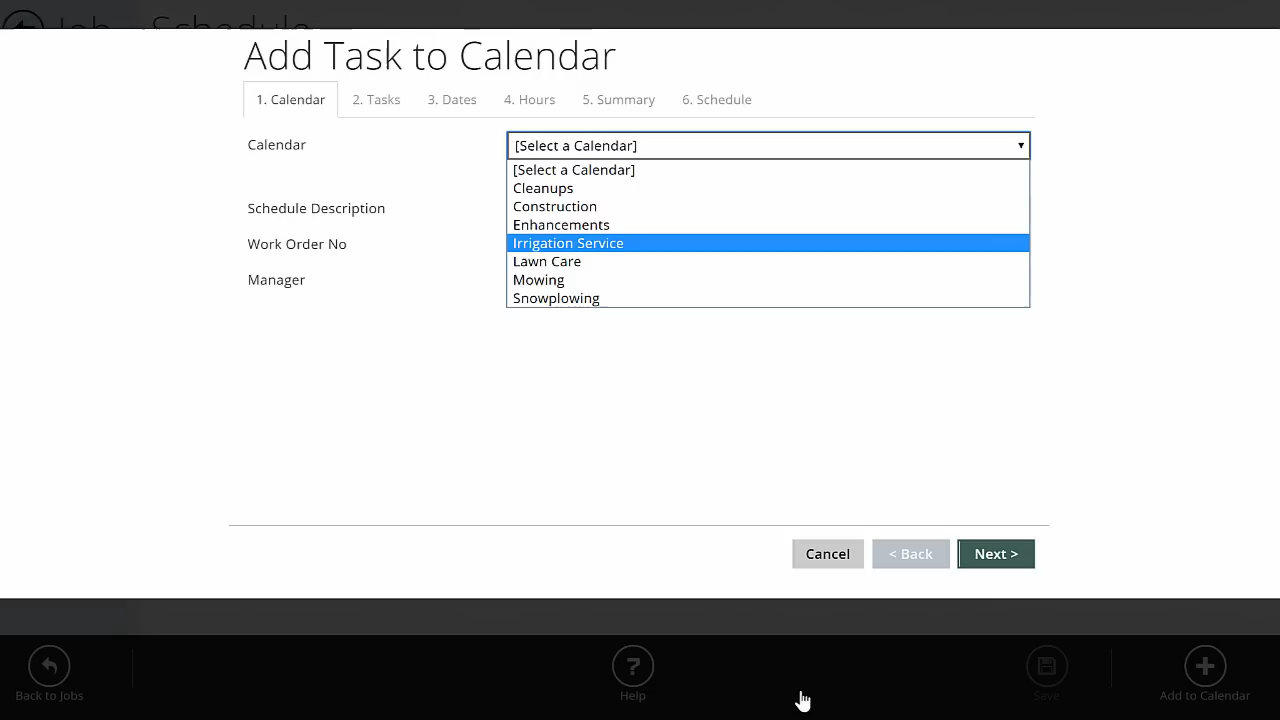 Add Task to Calendar
1. Calendar 2. Tasks 3. Dates 4. Hours 5. Summary 6. Schedule
Calendar [Select a Calendar]
[Select a Calendar]
Cleanups
Construction
Schedule Description
Enhancements
Work Order No
Irrigation Service
Lawn Care
Manager
Mowing
Snowplowing
Cancel < Back Next >
Back to Jobs Help Save Add to Calendar